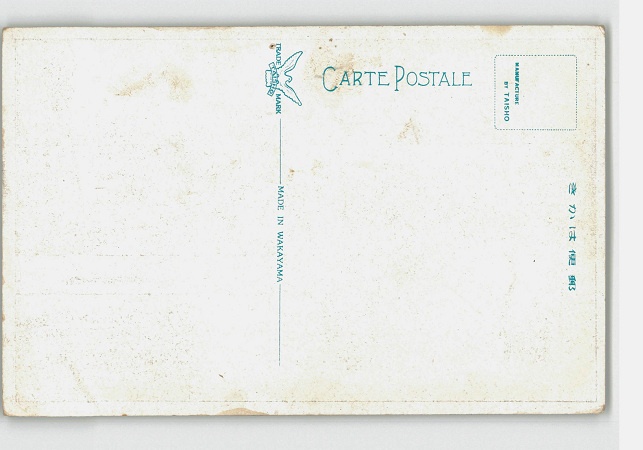 CARTE POSTALE
TRADE MARK
MANUFACTURE
BY TAISHO
MADE IN WAKAYAMA
きかは便郵